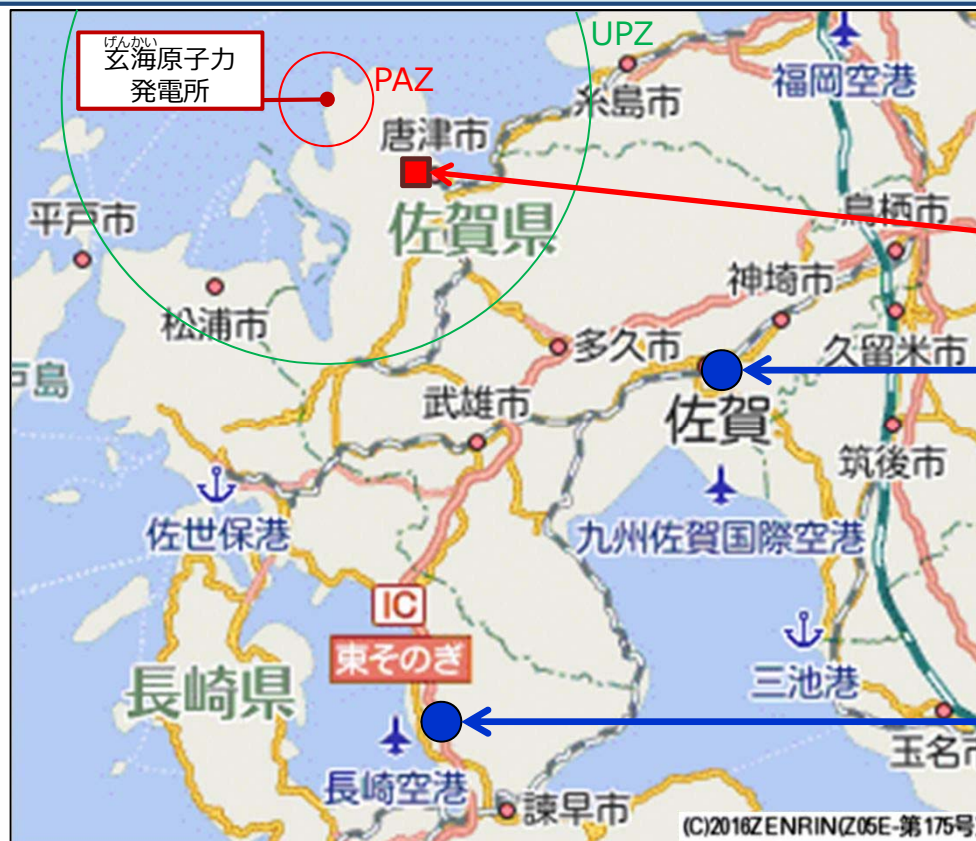 げんかい
玄海原子力
発電所
PAZ
UPZ
福岡空港
糸島市
唐津市
佐賀県
鳥栖市
平戸市
神埼市
松浦市
多久市
久留米市
戸島
武雄市
佐賀
筑後市
佐世保港
九州佐賀国際空港
IC
東そのぎ
長崎県
三池港
玉名市
長崎空港
諫早市
(C)2016ZENRIN(Z05E-第175号)